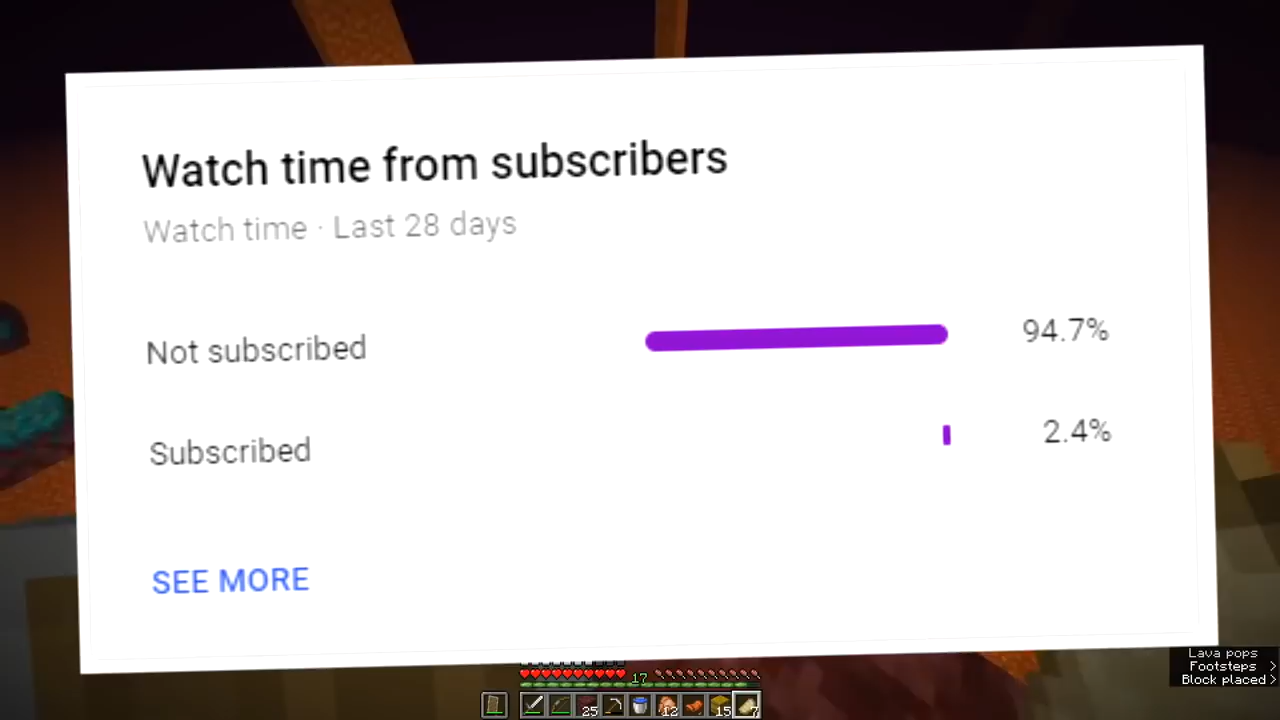 Watch time from subscribers
Watch time · Last 28 days
Not subscribed 94.7%
Subscribed 2.4%
SEE MORE
Lava pops
Footsteps >
Block placed >
17
25 12 15 7